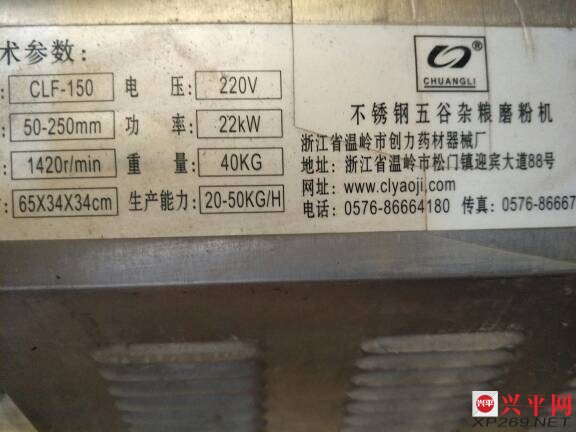 术参数:
CLF-150 电 压: 220V
50-250mm 功 率: 22kW
1420r/min 重 量: 40KG
65X34X34cm 生产能力: 20-50KG/H
®
CHUANGLI
不锈钢五谷杂粮磨粉机
浙江省温岭市创力药材器械厂
地址: 浙江省温岭市松门镇迎宾大道88号
网址: www.clyaoji.com
电话: 0576-86664180 传真: 0576-86667
兴平 兴平网
XP269.NET